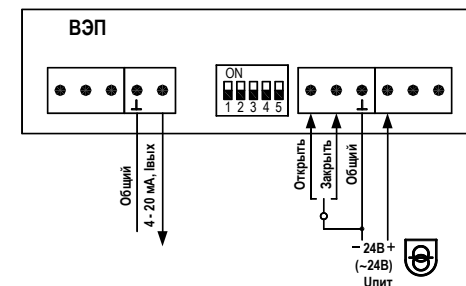 ВЭП
ON
1 2 3 4 5
Общий
4 - 20 мА, Iвых
Открыть
Закрыть
Общий
− 24В +
(~24В)
Uпит